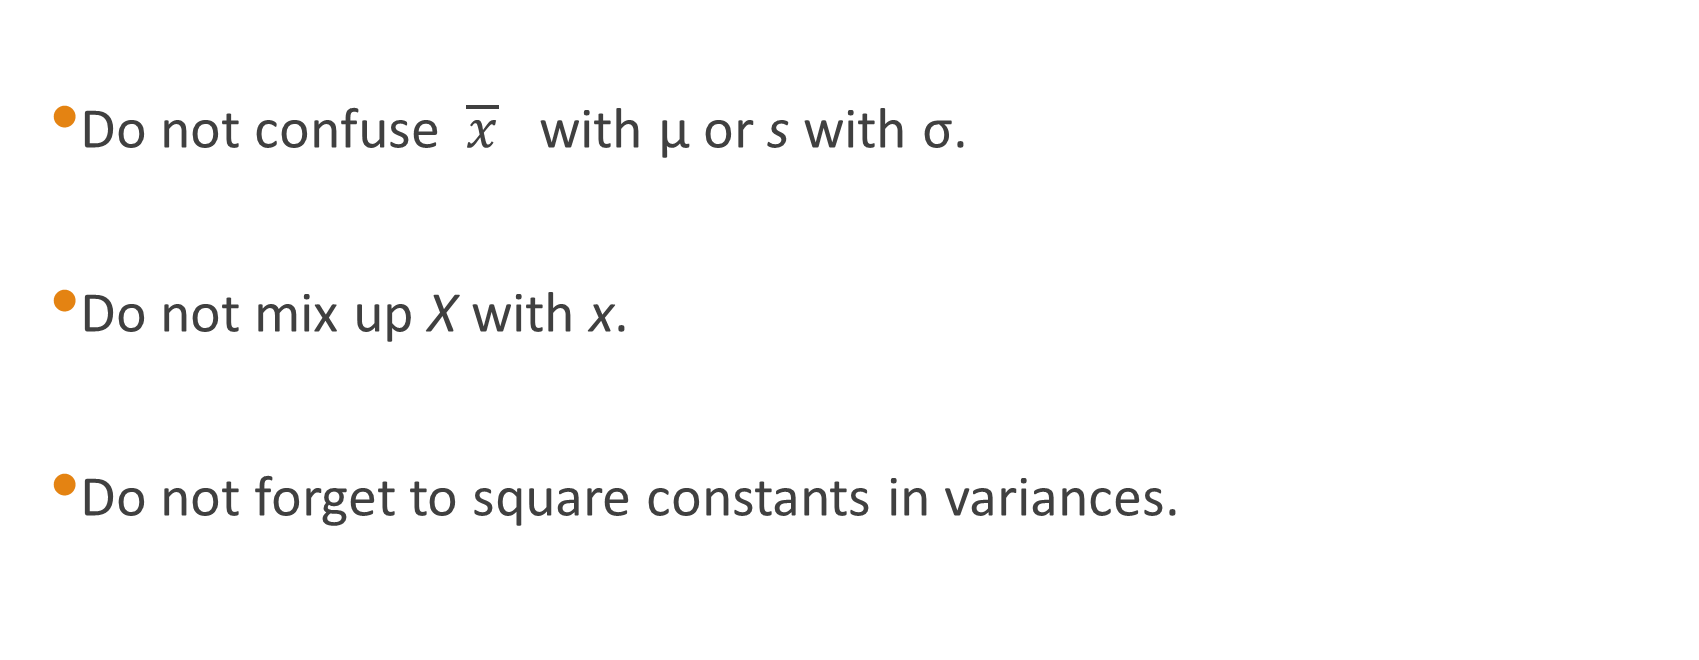 •Do not confuse x̅ with μ or s with σ.
•Do not mix up X with x.
•Do not forget to square constants in variances.